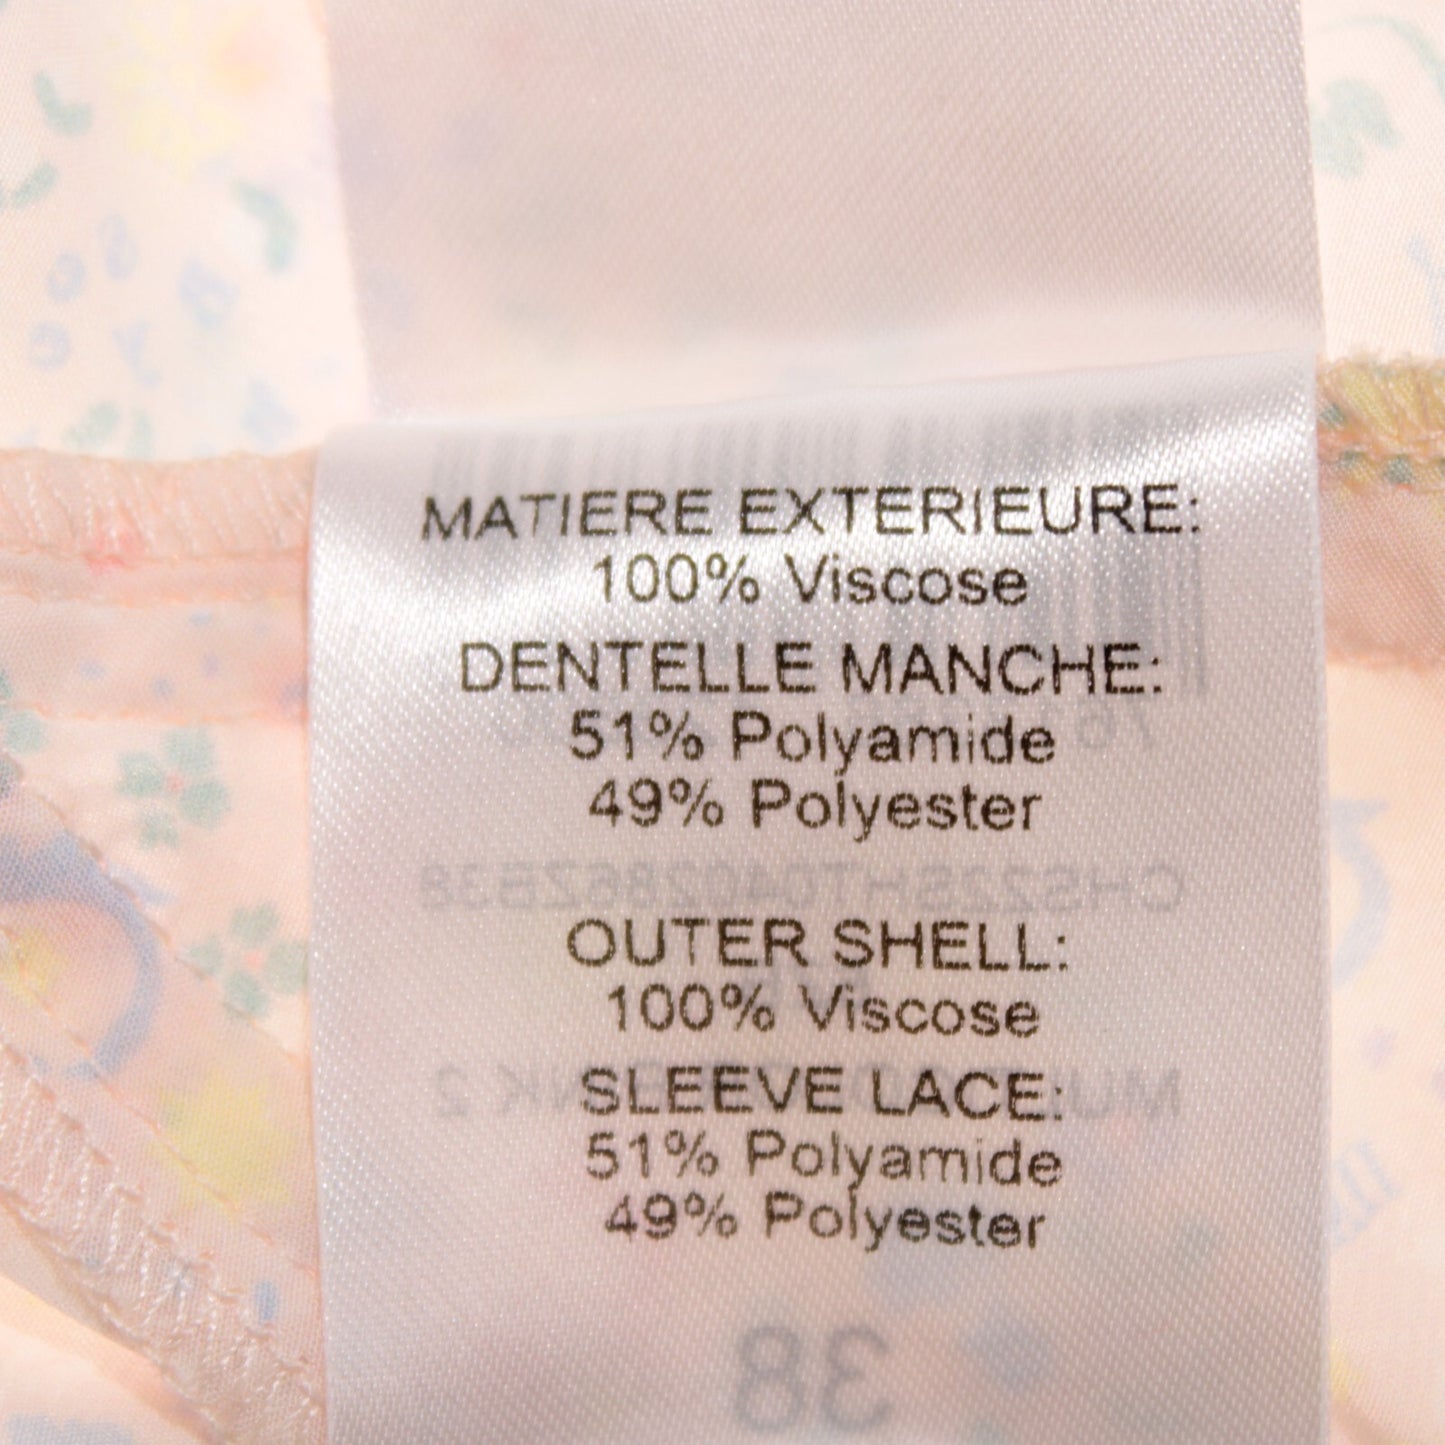 MATIERE EXTERIEURE:
100% Viscose
DENTELLE MANCHE:
51% Polyamide
49% Polyester
OUTER SHELL:
100% Viscose
SLEEVE LACE:
51% Polyamide
49% Polyester
38